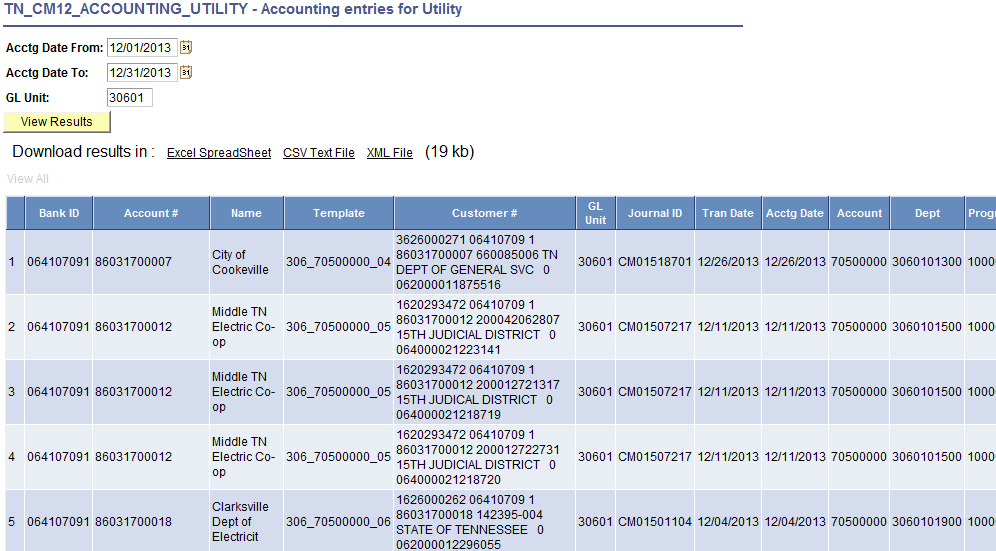 TN_CM12_ACCOUNTING_UTILITY - Accounting entries for Utility
Acctg Date From: 12/01/2013 31
Acctg Date To: 12/31/2013 31
GL Unit: 30601
View Results
Download results in : Excel SpreadSheet CSV Text File XML File (19 kb)
View All
Bank ID Account # Name Template Customer # GL Unit Journal ID Tran Date Acctg Date Account Dept Progr
1 064107091 86031700007 City of Cookeville 306_70500000_04 3626000271 06410709 1 86031700007 660085006 TN DEPT OF GENERAL SVC 0 062000011875516 30601 CM01518701 12/26/2013 12/26/2013 70500000 3060101300 1000
2 064107091 86031700012 Middle TN Electric Co-op 306_70500000_05 1620293472 06410709 1 86031700012 200042062807 15TH JUDICIAL DISTRICT 0 064000021223141 30601 CM01507217 12/11/2013 12/11/2013 70500000 3060101500 1000
3 064107091 86031700012 Middle TN Electric Co-op 306_70500000_05 1620293472 06410709 1 86031700012 200012721317 15TH JUDICAL DISTRICT 0 064000021218719 30601 CM01507217 12/11/2013 12/11/2013 70500000 3060101500 1000
4 064107091 86031700012 Middle TN Electric Co-op 306_70500000_05 1620293472 06410709 1 86031700012 200012722731 15TH JUDICIAL DISTRICT 0 064000021218720 30601 CM01507217 12/11/2013 12/11/2013 70500000 3060101500 1000
5 064107091 86031700018 Clarksville Dept of Electricit 306_70500000_06 1626000262 06410709 1 86031700018 142395-004 STATE OF TENNESSEE 0 062000012296055 30601 CM01501104 12/04/2013 12/04/2013 70500000 3060101900 1000